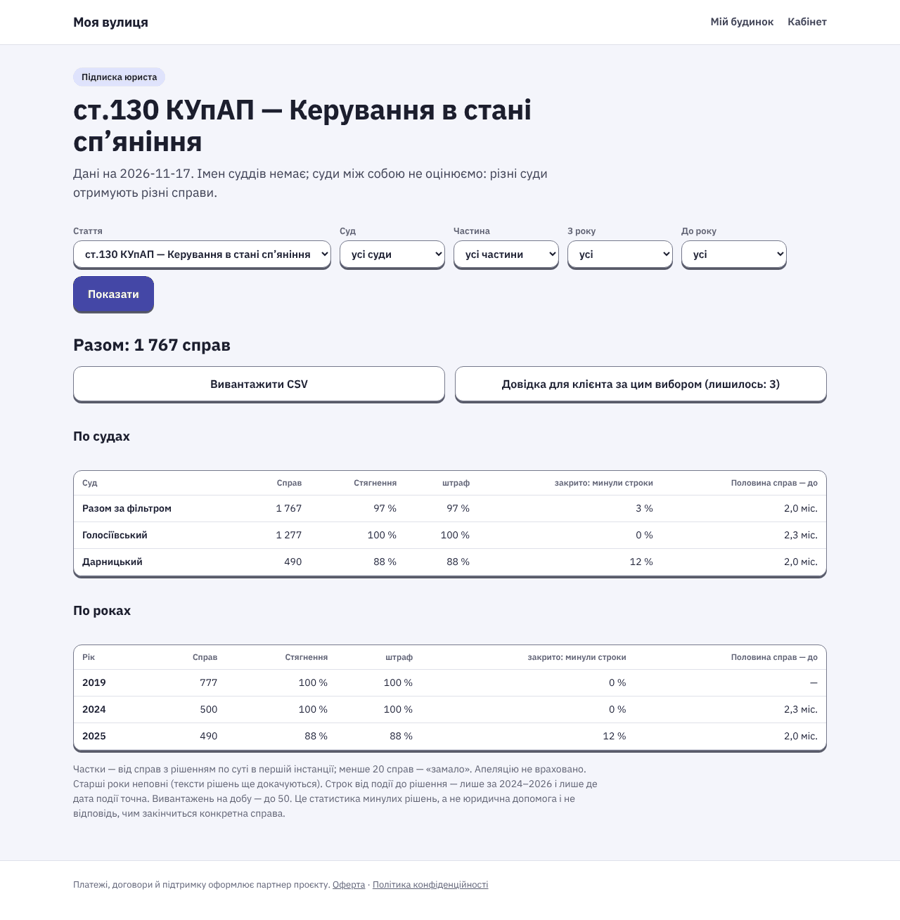 Моя вулиця
Мій будинок Кабінет
Підписка юриста
ст.130 КУпАП — Керування в стані
сп’яніння
Дані на 2026-11-17. Імен суддів немає; суди між собою не оцінюємо: різні суди
отримують різні справи.
Стаття Суд Частина З року До року
ст.130 КУпАП — Керування в стані сп’яніння усі суди усі частини усі усі
Показати
Разом: 1 767 справ
Вивантажити CSV Довідка для клієнта за цим вибором (лишилось: 3)
По судах
Суд Справ Стягнення штраф закрито: минули строки Половина справ — до
Разом за фільтром 1 767 97 % 97 % 3 % 2,0 міс.
Голосіївський 1 277 100 % 100 % 0 % 2,3 міс.
Дарницький 490 88 % 88 % 12 % 2,0 міс.
По роках
Рік Справ Стягнення штраф закрито: минули строки Половина справ — до
2019 777 100 % 100 % 0 % —
2024 500 100 % 100 % 0 % 2,3 міс.
2025 490 88 % 88 % 12 % 2,0 міс.
Частки — від справ з рішенням по суті в першій інстанції; менше 20 справ — «замало». Апеляцію не враховано.
Старші роки неповні (тексти рішень ще докачуються). Строк від події до рішення — лише за 2024–2026 і лише де
дата події точна. Вивантажень на добу — до 50. Це статистика минулих рішень, а не юридична допомога і не
відповідь, чим закінчиться конкретна справа.
Платежі, договори й підтримку оформлює партнер проєкту. Оферта · Політика конфіденційності